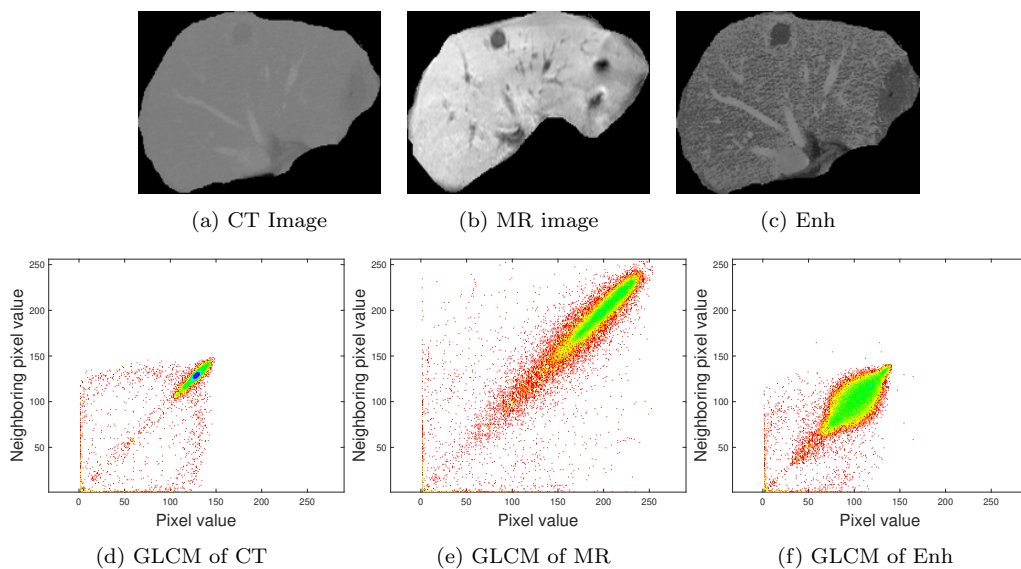 (a) CT Image
(b) MR image
(c) Enh
250
200
150
100
50
Neighboring pixel value
0 50 100 150 200 250
Pixel value
(d) GLCM of CT
250
200
150
100
50
Neighboring pixel value
0 50 100 150 200 250
Pixel value
(e) GLCM of MR
250
200
150
100
50
Neighboring pixel value
0 50 100 150 200 250
Pixel value
(f) GLCM of Enh